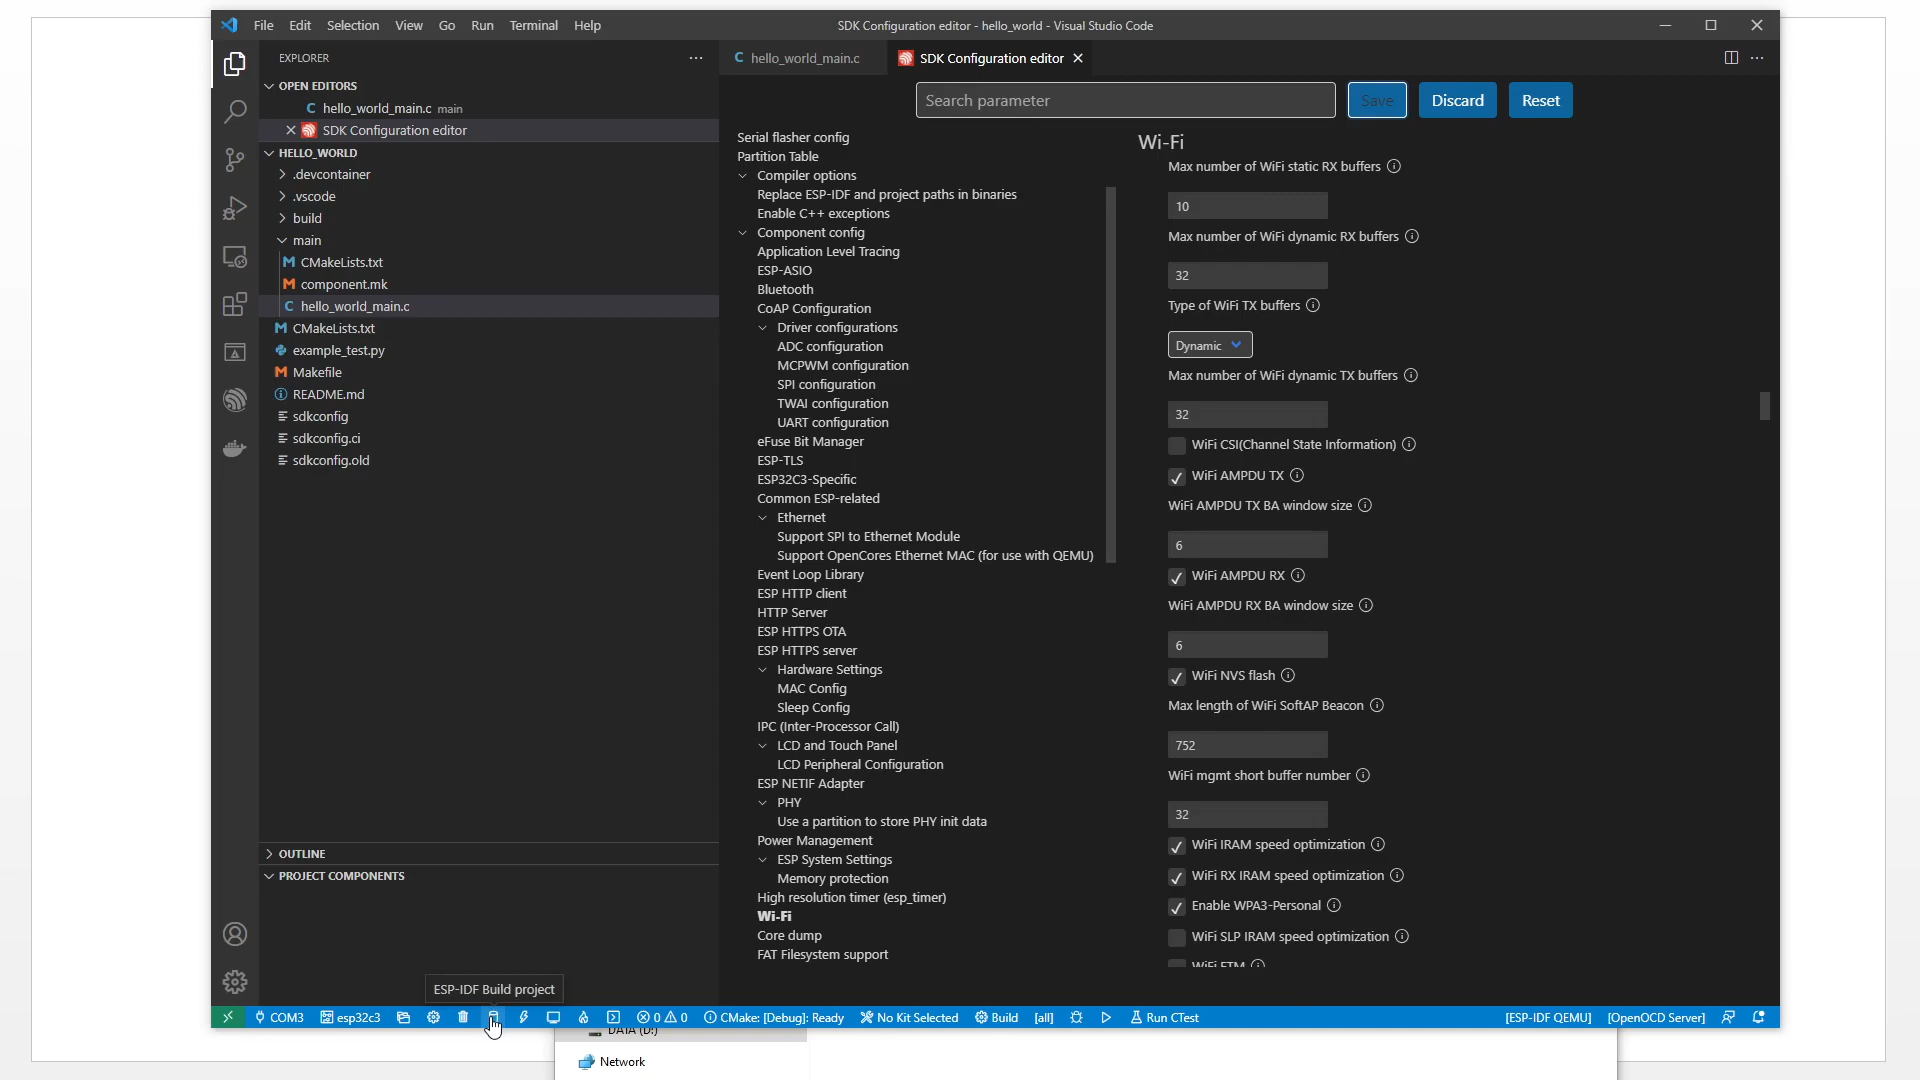 File Edit Selection View Go Run Terminal Help
SDK Configuration editor - hello_world - Visual Studio Code
EXPLORER
OPEN EDITORS
C hello_world_main.c main
SDK Configuration editor
HELLO_WORLD
.devcontainer
.vscode
build
main
M CMakeLists.txt
M component.mk
C hello_world_main.c
M CMakeLists.txt
example_test.py
M Makefile
README.md
sdkconfig
sdkconfig.ci
sdkconfig.old
OUTLINE
PROJECT COMPONENTS
C hello_world_main.c
SDK Configuration editor
Search parameter
Save
Discard
Reset
Serial flasher config
Partition Table
Compiler options
Replace ESP-IDF and project paths in binaries
Enable C++ exceptions
Component config
Application Level Tracing
ESP-ASIO
Bluetooth
CoAP Configuration
Driver configurations
ADC configuration
MCPWM configuration
SPI configuration
TWAI configuration
UART configuration
eFuse Bit Manager
ESP-TLS
ESP32C3-Specific
Common ESP-related
Ethernet
Support SPI to Ethernet Module
Support OpenCores Ethernet MAC (for use with QEMU)
Event Loop Library
ESP HTTP client
HTTP Server
ESP HTTPS OTA
ESP HTTPS server
Hardware Settings
MAC Config
Sleep Config
IPC (Inter-Processor Call)
LCD and Touch Panel
LCD Peripheral Configuration
ESP NETIF Adapter
PHY
Use a partition to store PHY init data
Power Management
ESP System Settings
Memory protection
High resolution timer (esp_timer)
Wi-Fi
Core dump
FAT Filesystem support
Wi-Fi
Max number of WiFi static RX buffers
10
Max number of WiFi dynamic RX buffers
32
Type of WiFi TX buffers
Dynamic
Max number of WiFi dynamic TX buffers
32
WiFi CSI(Channel State Information)
WiFi AMPDU TX
WiFi AMPDU TX BA window size
6
WiFi AMPDU RX
WiFi AMPDU RX BA window size
6
WiFi NVS flash
Max length of WiFi SoftAP Beacon
752
WiFi mgmt short buffer number
32
WiFi IRAM speed optimization
WiFi RX IRAM speed optimization
Enable WPA3-Personal
WiFi SLP IRAM speed optimization
WiFi FTM
ESP-IDF Build project
COM3 esp32c3 0 0 CMake: [Debug]: Ready No Kit Selected Build [all] Run CTest [ESP-IDF QEMU] [OpenOCD Server]
DATA (D:)
Network